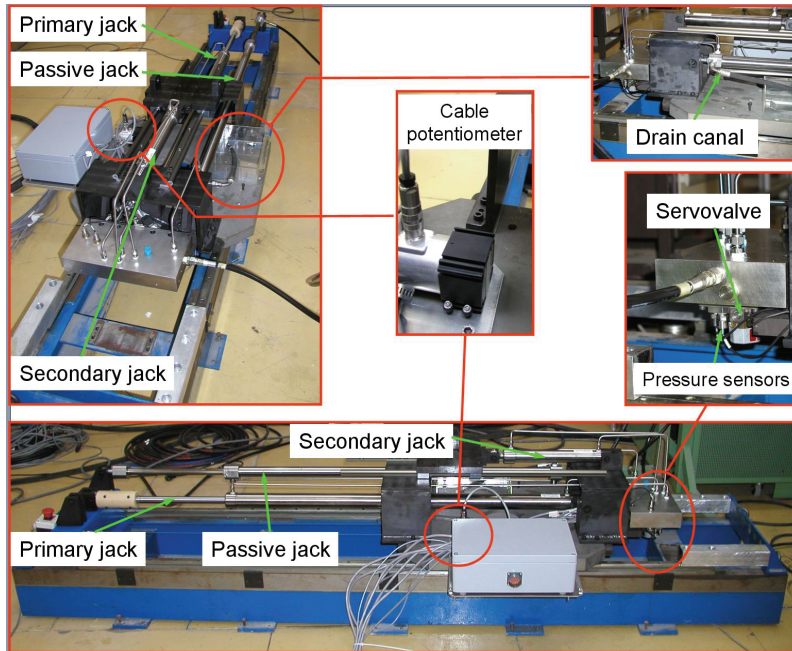 Primary jack
Passive jack
Secondary jack
Cable
potentiometer
Drain canal
Servovalve
Pressure sensors
Secondary jack
Primary jack
Passive jack